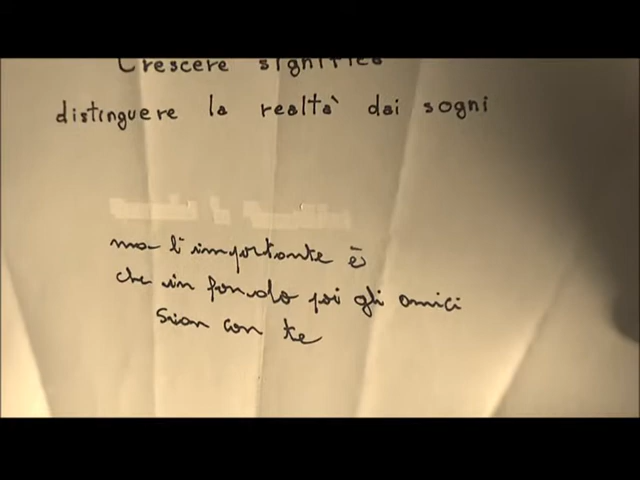 Crescere significa
distinguere la realtà dai sogni
ma l'importante è
che in fondo poi gli amici
sian con te